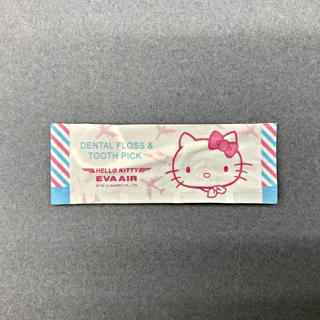 DENTAL FLOSS &
TOOTH PICK
HELLO KITTY
EVA AIR